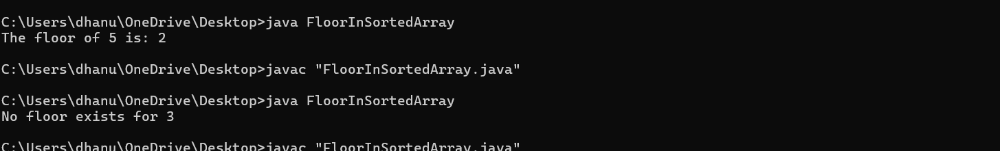 C:\Users\dhanu\OneDrive\Desktop>java FloorInSortedArray
The floor of 5 is: 2
C:\Users\dhanu\OneDrive\Desktop>javac "FloorInSortedArray.java"
C:\Users\dhanu\OneDrive\Desktop>java FloorInSortedArray
No floor exists for 3
C:\Users\dhanu\OneDrive\Desktop>javac "FloorInSortedArray.java"